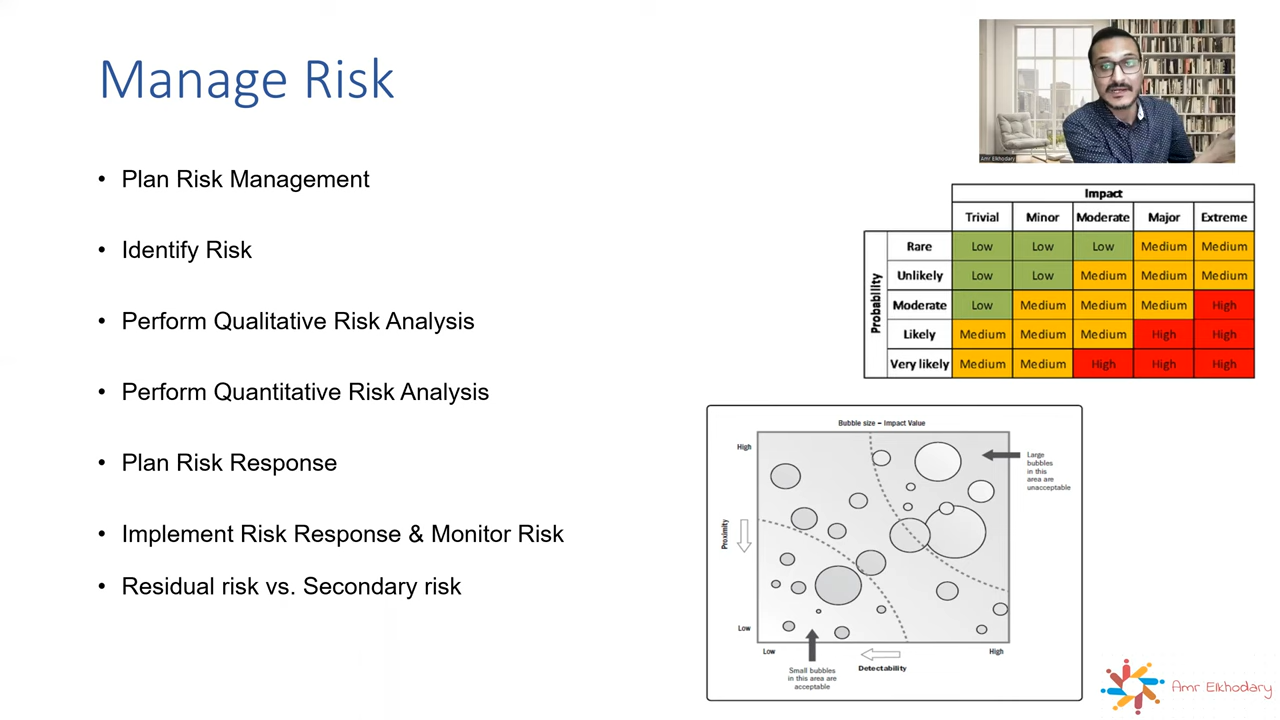 Manage Risk
• Plan Risk Management
• Identify Risk
• Perform Qualitative Risk Analysis
• Perform Quantitative Risk Analysis
• Plan Risk Response
• Implement Risk Response & Monitor Risk
• Residual risk vs. Secondary risk
Amr Elkhodary
Impact
Trivial Minor Moderate Major Extreme
Probability
Rare Low Low Low Medium Medium
Unlikely Low Low Medium Medium Medium
Moderate Low Medium Medium Medium High
Likely Medium Medium Medium High High
Very likely Medium Medium High High High
Bubble size – Impact Value
High
Large
bubbles
in this
area are
unacceptable
Proximity
Low
Low
High
Detectability
Small bubbles
in this area are
acceptable
Amr Elkhodary